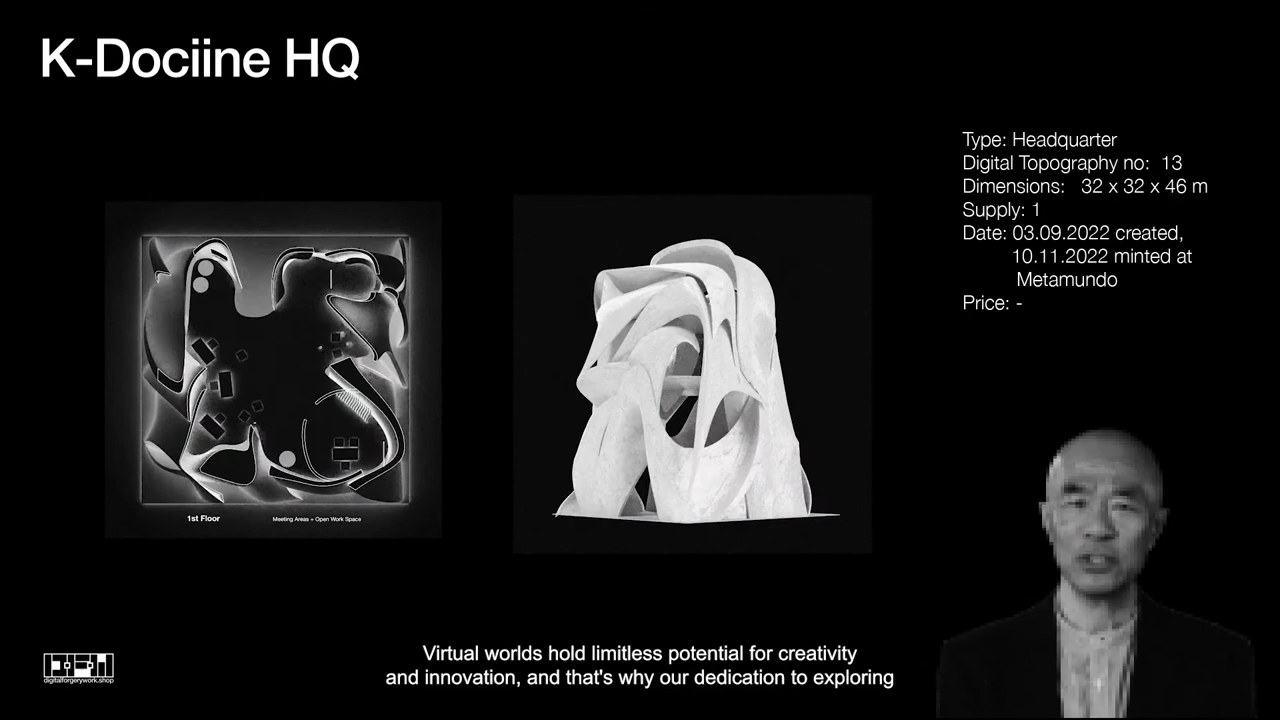 K-Dociine HQ
Type: Headquarter
Digital Topography no: 13
Dimensions: 32 x 32 x 46 m
Supply: 1
Date: 03.09.2022 created,
10.11.2022 minted at
Metamundo
Price: -
1st Floor
Meeting Areas + Open Work Space
digitalforgerywork.shop
Virtual worlds hold limitless potential for creativity
and innovation, and that's why our dedication to exploring